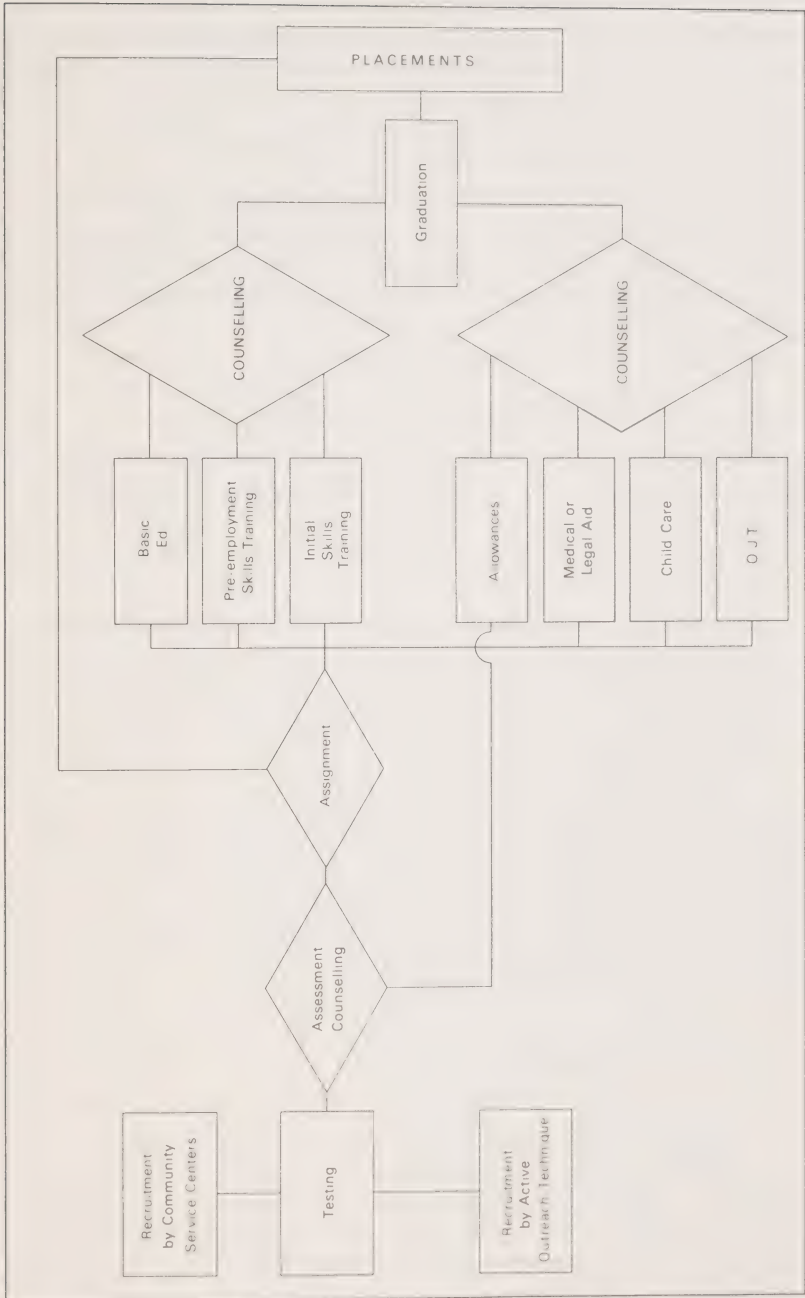 Recruitment
by Community
Service Centers
Testing
Recruitment
by Active
Outreach Technique
Assessment
Counselling
Assignment
Basic
Ed
Pre-employment
Skills Training
Initial
Skills
Training
Allowances
Medical or
Legal Aid
Child Care
OJT
COUNSELLING
COUNSELLING
Graduation
PLACEMENTS